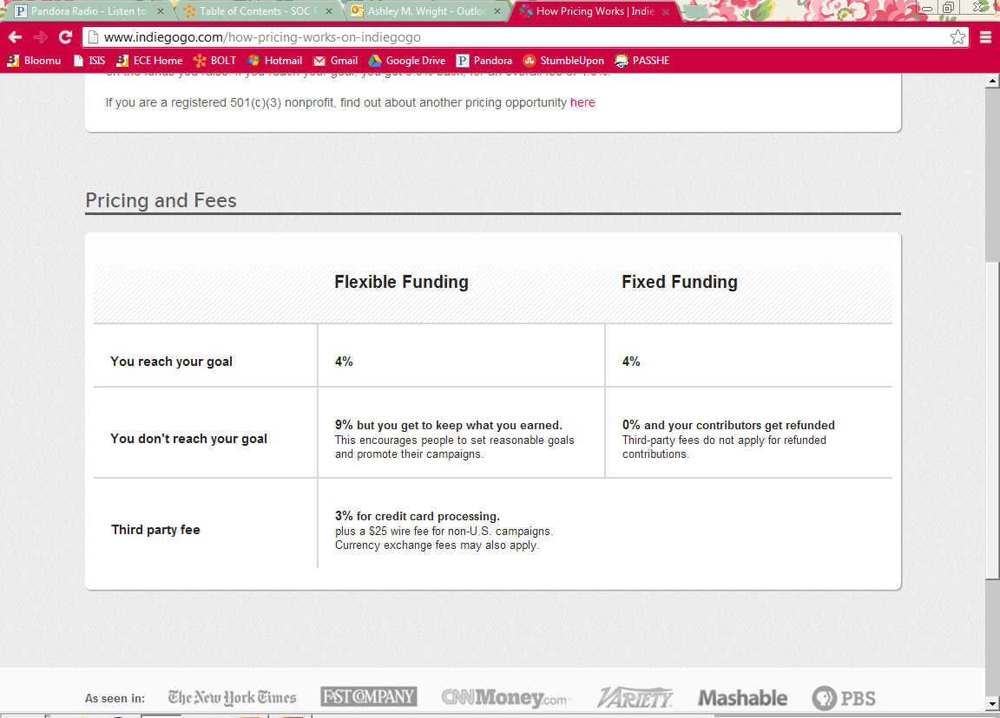 Pandora Radio - Listen to
Table of Contents - SOC F
Ashley M. Wright - Outloo
How Pricing Works | Indie
www.indiegogo.com/how-pricing-works-on-indiegogo
Bloomu ISIS ECE Home BOLT Hotmail Gmail Google Drive Pandora StumbleUpon PASSHE
If you are a registered 501(c)(3) nonprofit, find out about another pricing opportunity here
Pricing and Fees
Flexible Funding Fixed Funding
You reach your goal 4% 4%
You don't reach your goal
9% but you get to keep what you earned.
This encourages people to set reasonable goals
and promote their campaigns.
0% and your contributors get refunded
Third-party fees do not apply for refunded
contributions.
Third party fee
3% for credit card processing.
plus a $25 wire fee for non-U.S. campaigns.
Currency exchange fees may also apply.
As seen in: The New York Times FAST COMPANY CNNMoney.com VARIETY Mashable PBS